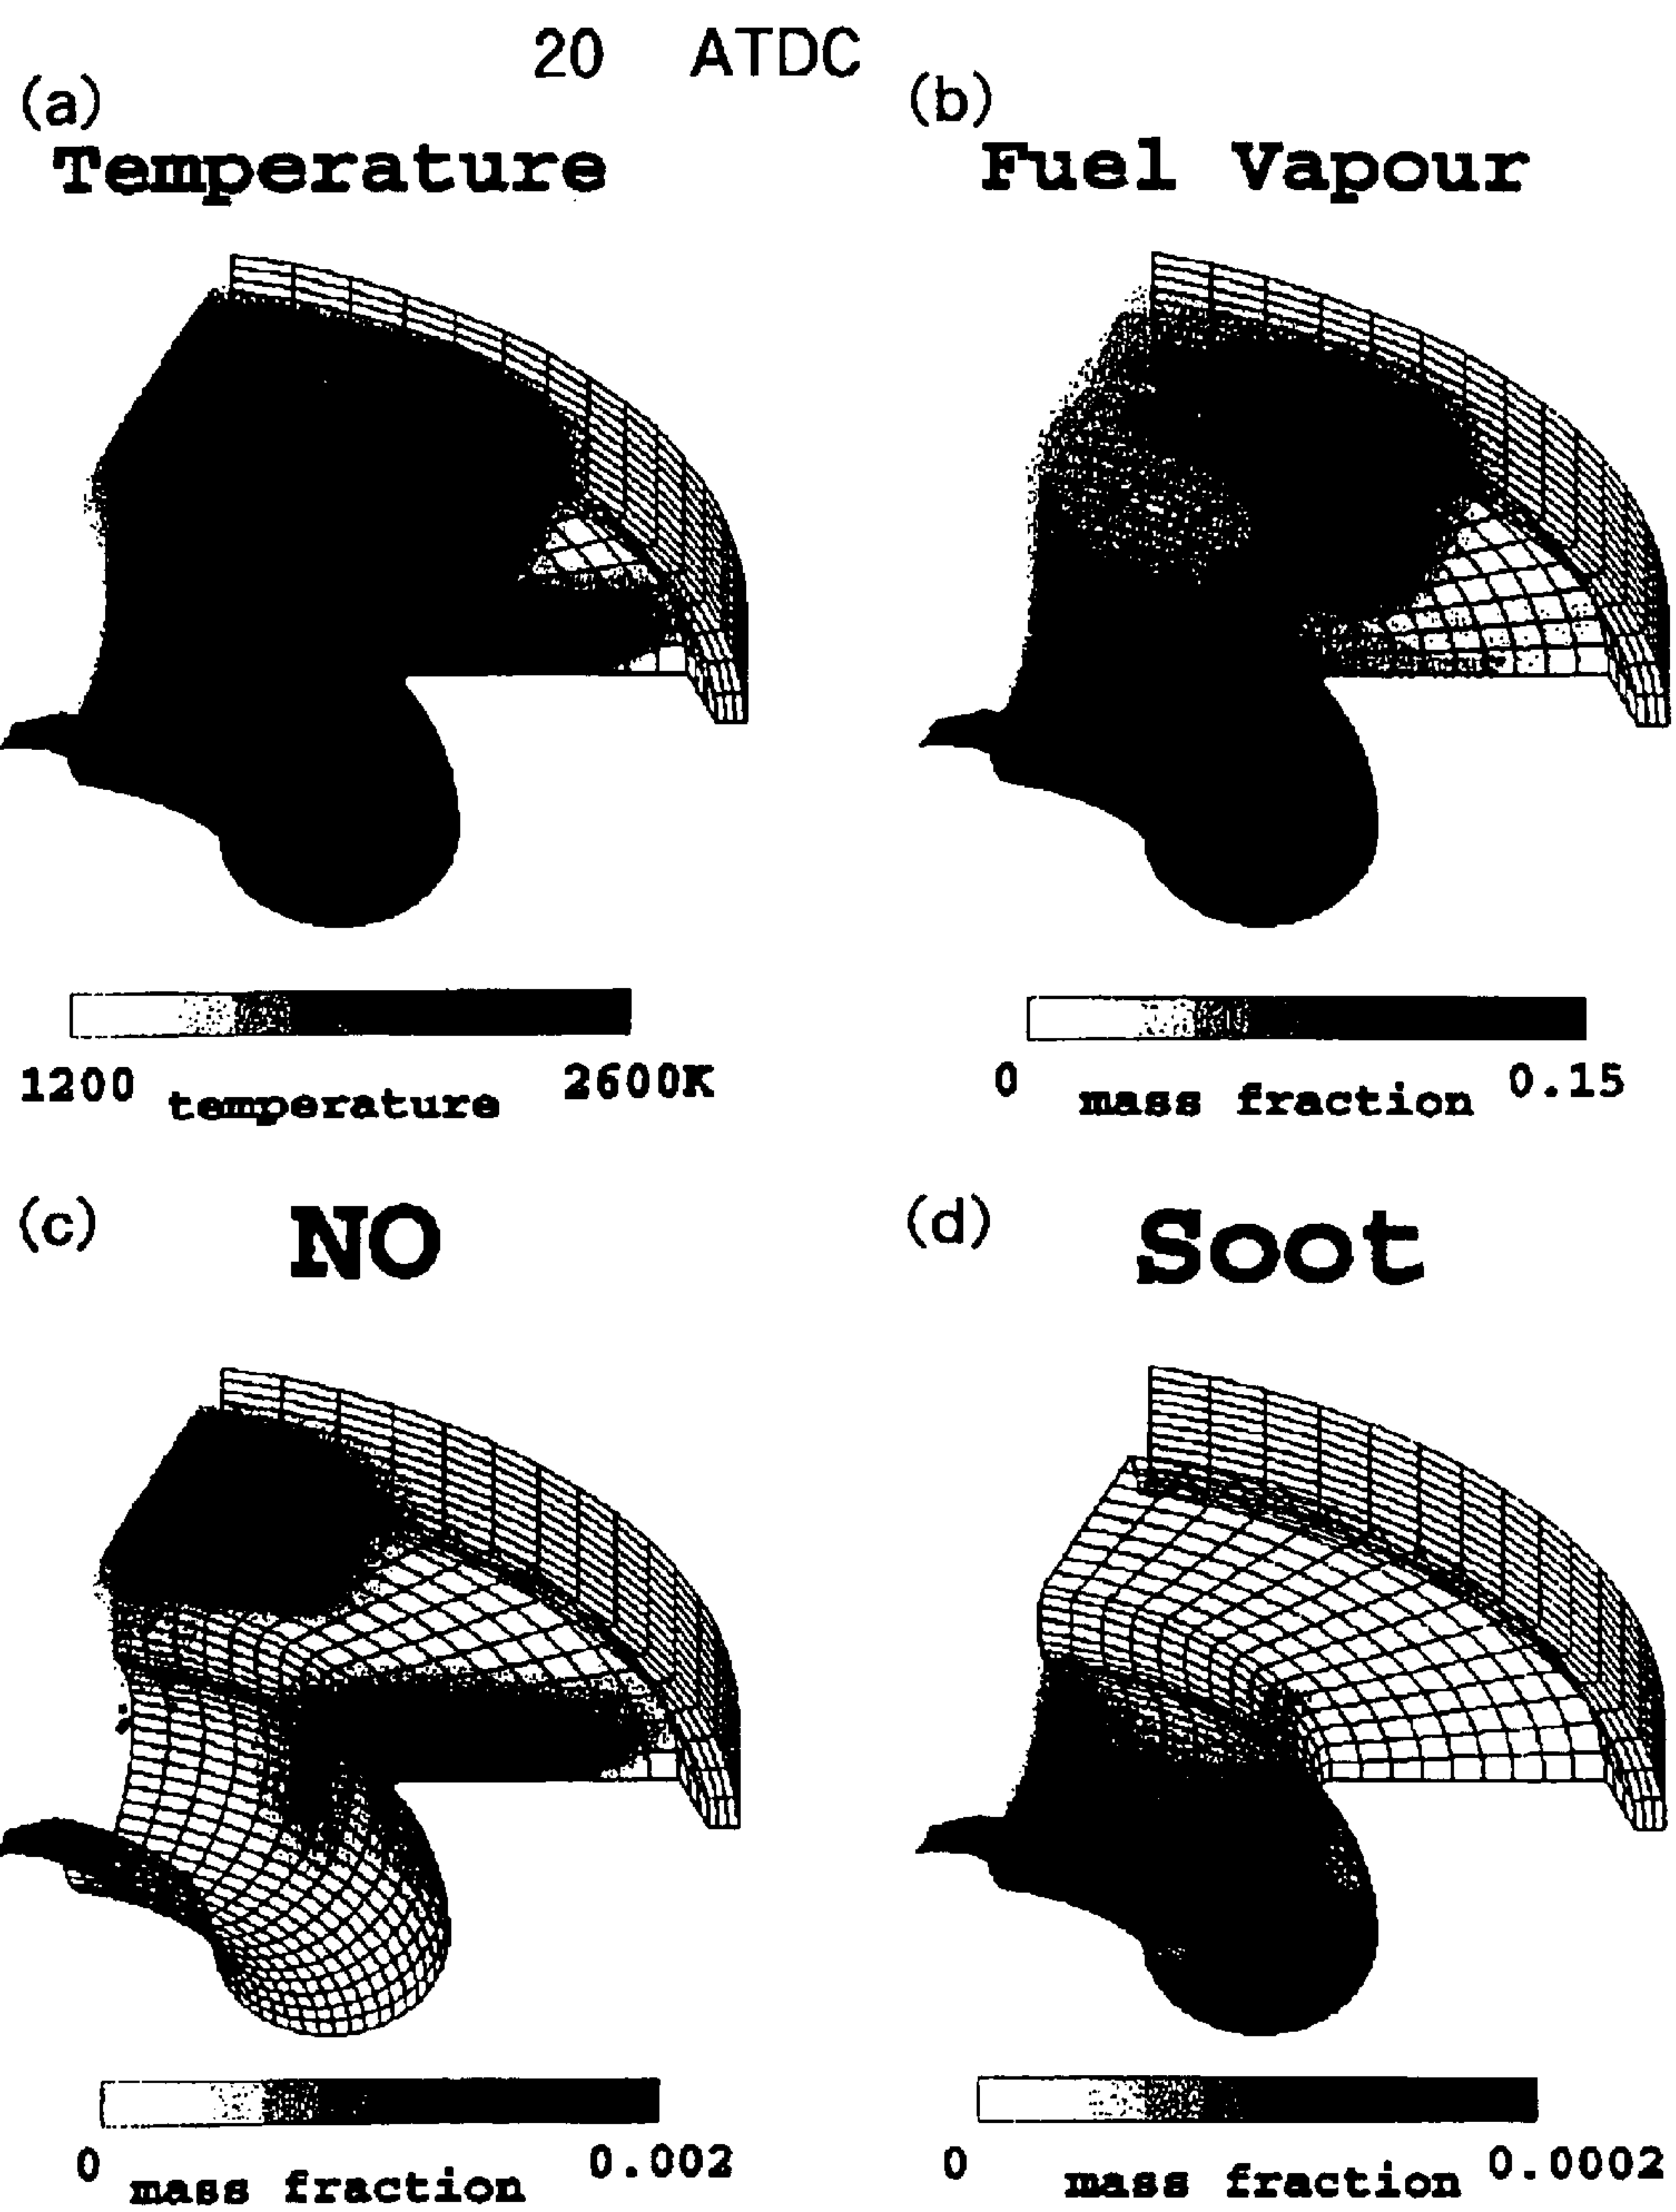 20 ATDC
(a)
Temperature
(b)
Fuel Vapour
1200
temperature
2600K
0
mass fraction
0.15
(c)
NO
(d)
Soot
0
mass fraction
0.002
0
mass fraction
0.0002